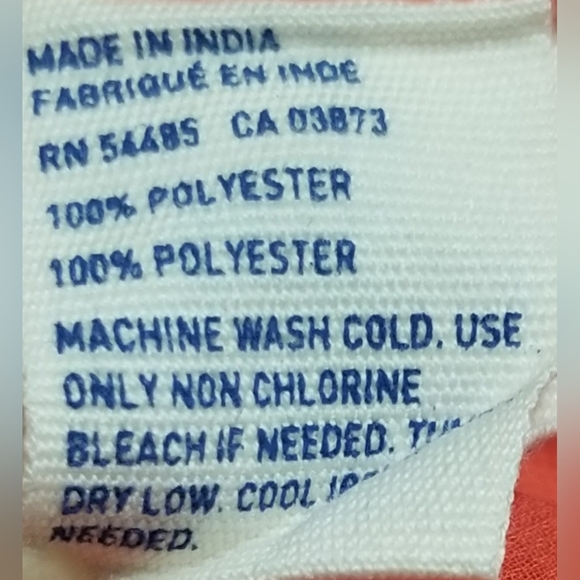 MADE IN INDIA
FABRIQUÉ EN INDE
RN 54485 CA 03873
100% POLYESTER
100% POLYESTER
MACHINE WASH COLD. USE
ONLY NON CHLORINE
BLEACH IF NEEDED.
DRY LOW. COOL
NEEDED.